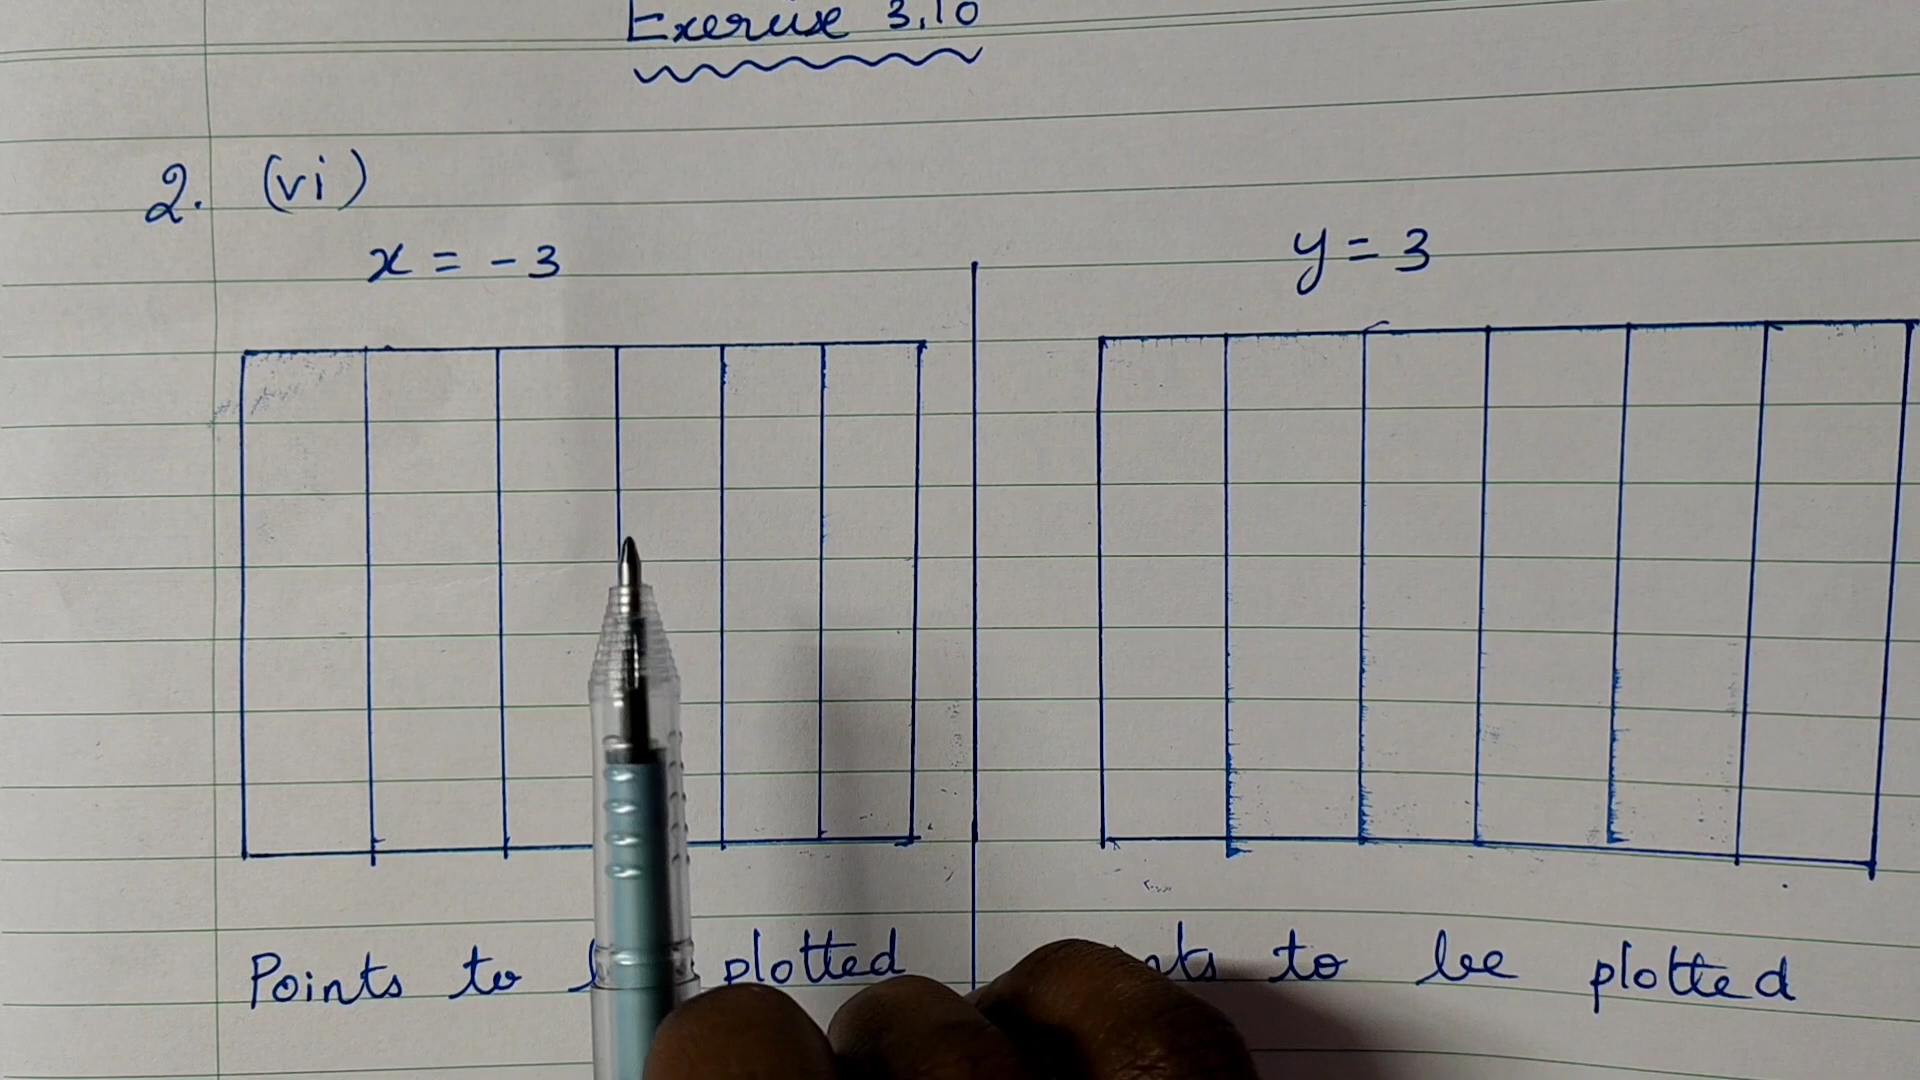 Exercise 3.10
2. (vi)
x = -3
y = 3
Points to plotted
to be plotted